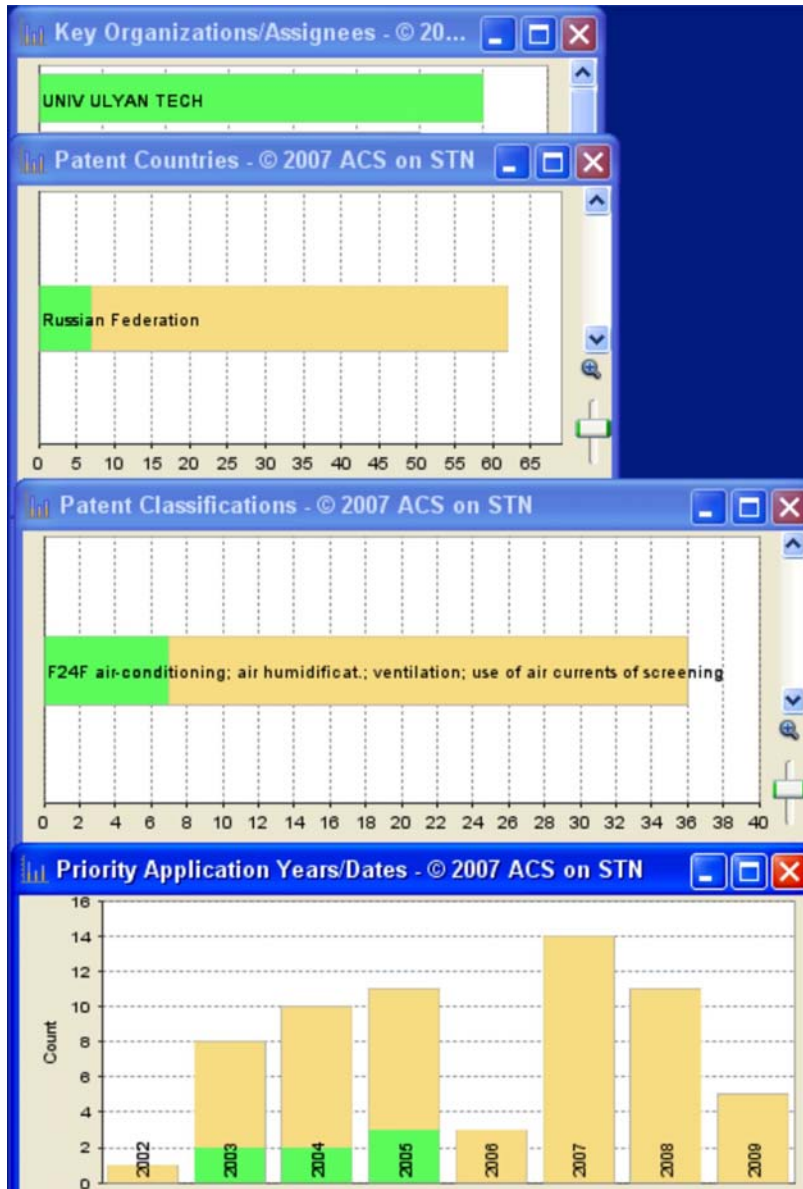 Key Organizations/Assignees - © 20...
UNIV ULYAN TECH
Patent Countries - © 2007 ACS on STN
Russian Federation
0 5 10 15 20 25 30 35 40 45 50 55 60 65
Patent Classifications - © 2007 ACS on STN
F24F air-conditioning; air humidificat.; ventilation; use of air currents of screening
0 2 4 6 8 10 12 14 16 18 20 22 24 26 28 30 32 34 36 38 40
Priority Application Years/Dates - © 2007 ACS on STN
16
14
12
10
8
6
4
2
0
Count
2002 2003 2004 2005 2006 2007 2008 2009